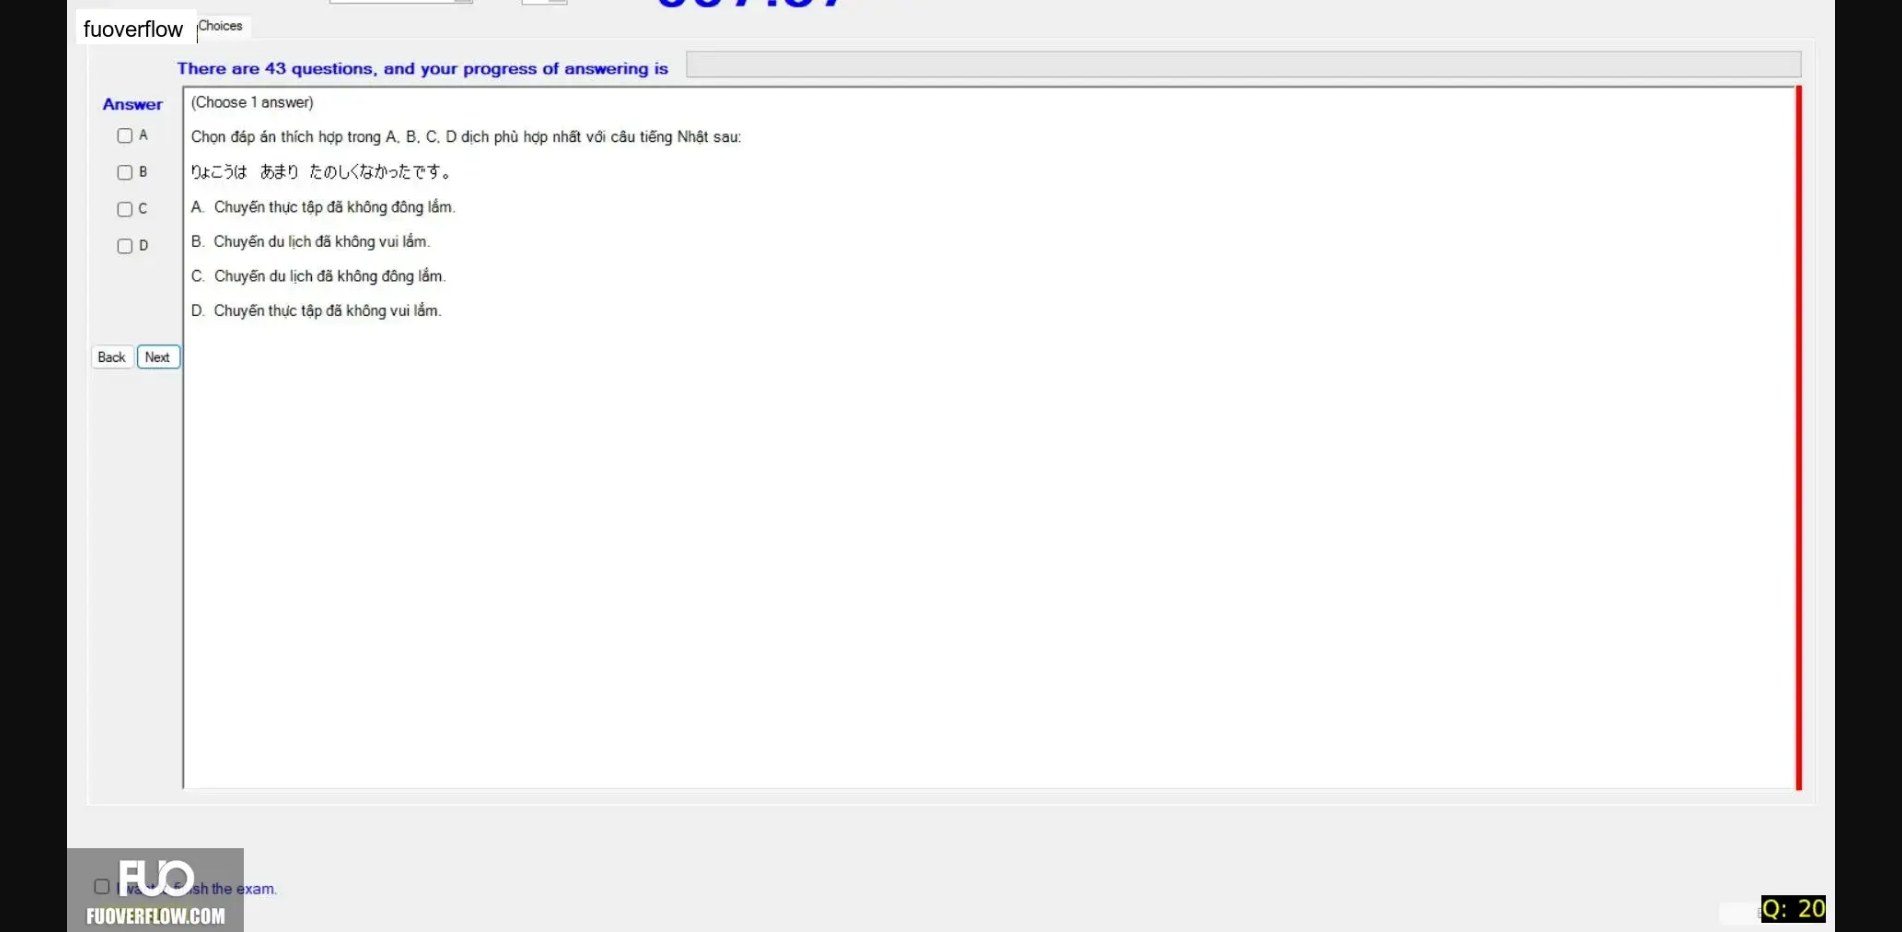 fuoverflow
Choices
There are 43 questions, and your progress of answering is
Answer
(Choose 1 answer)
A
Chọn đáp án thích hợp trong A, B, C, D dịch phù hợp nhất với câu tiếng Nhật sau:
B
りょこうは あまり たのしくなかったです。
C
A. Chuyến thực tập đã không đông lắm.
D
B. Chuyến du lịch đã không vui lắm.
C. Chuyến du lịch đã không đông lắm.
D. Chuyến thực tập đã không vui lắm.
Back Next
FUO
finish the exam.
FUOVERFLOW.COM
Q: 20